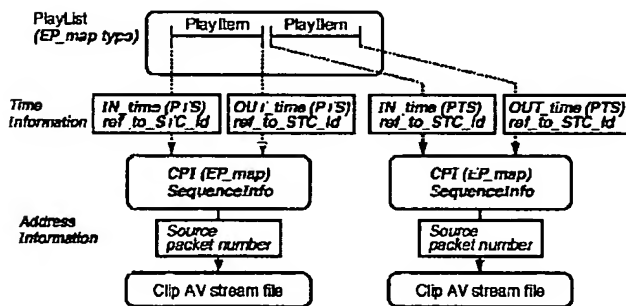 PlayList
(EP_map type)
PlayItem
PlayItem
Time
Information
IN_time (PTS)
ref_to_STC_id
OUT_time (PTS)
ref_to_STC_id
IN_time (PTS)
ref_to_STC_id
OUT_time (PTS)
ref_to_STC_id
CPI (EP_map)
SequenceInfo
CPI (EP_map)
SequenceInfo
Address
Information
Source
packet number
Source
packet number
Clip AV stream file
Clip AV stream file